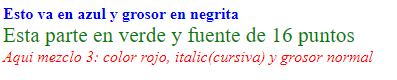 Esto va en azul y grosor en negrita
Esta parte en verde y fuente de 16 puntos
Aqui mezclo 3: color rojo, italic(cursiva) y grosor normal